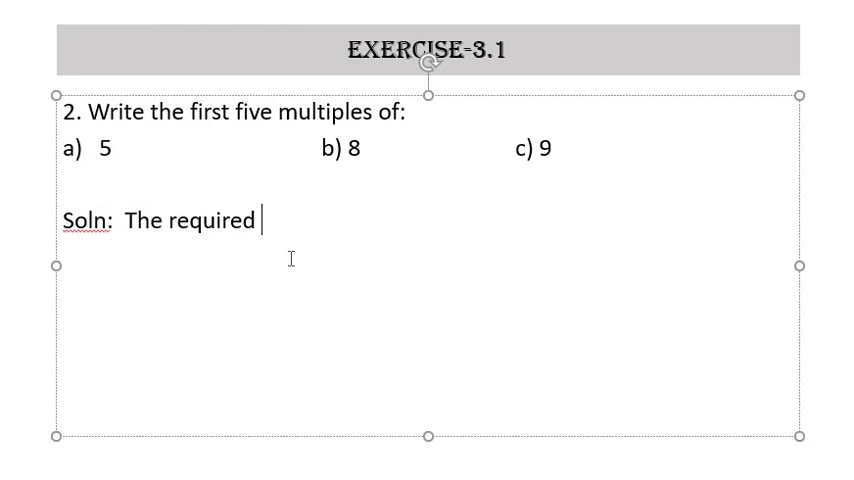 EXERCISE-3.1
2. Write the first five multiples of:
a) 5 b) 8 c) 9
Soln: The required